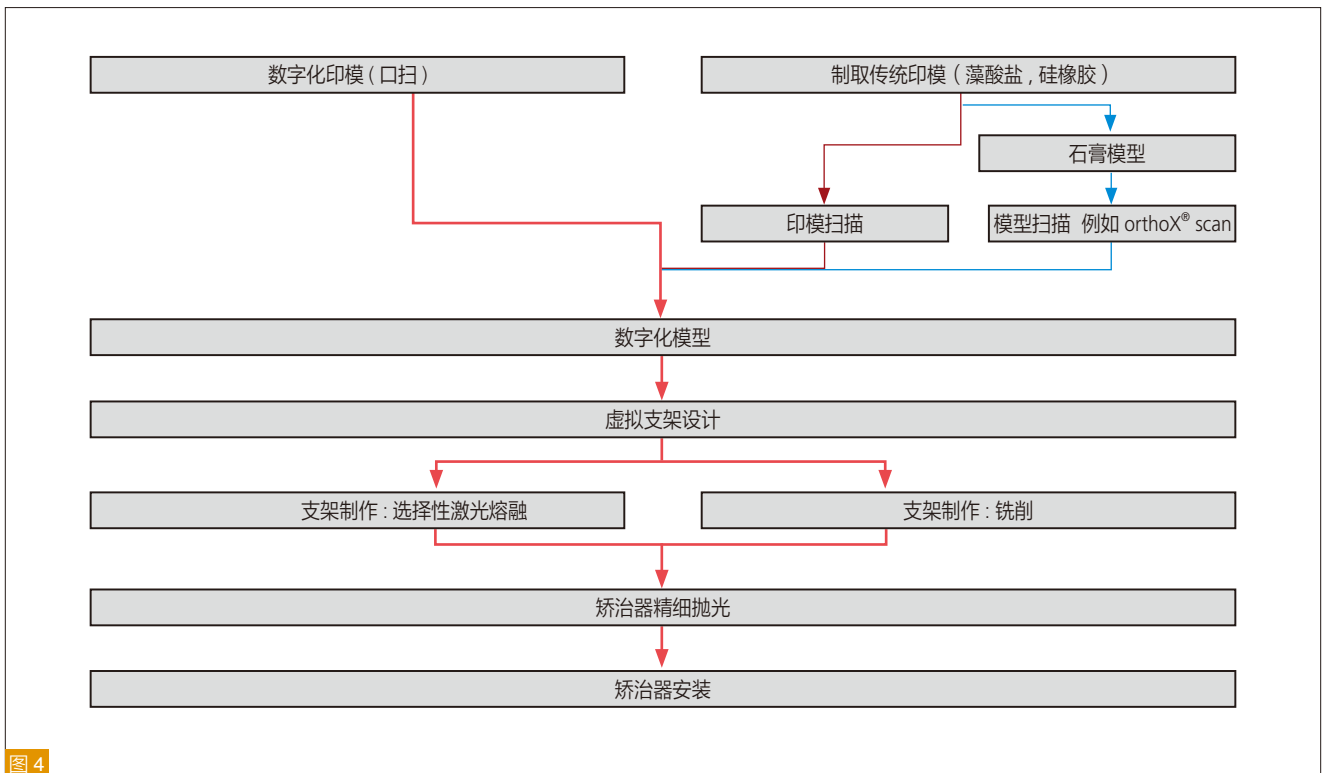 数字化印模 ( 口扫 )
制取传统印模 ( 藻酸盐 , 硅橡胶 )
石膏模型
印模扫描
模型扫描 例如 orthoX® scan
数字化模型
虚拟支架设计
支架制作 : 选择性激光熔融
支架制作 : 铣削
矫治器精细抛光
矫治器安装
图 4